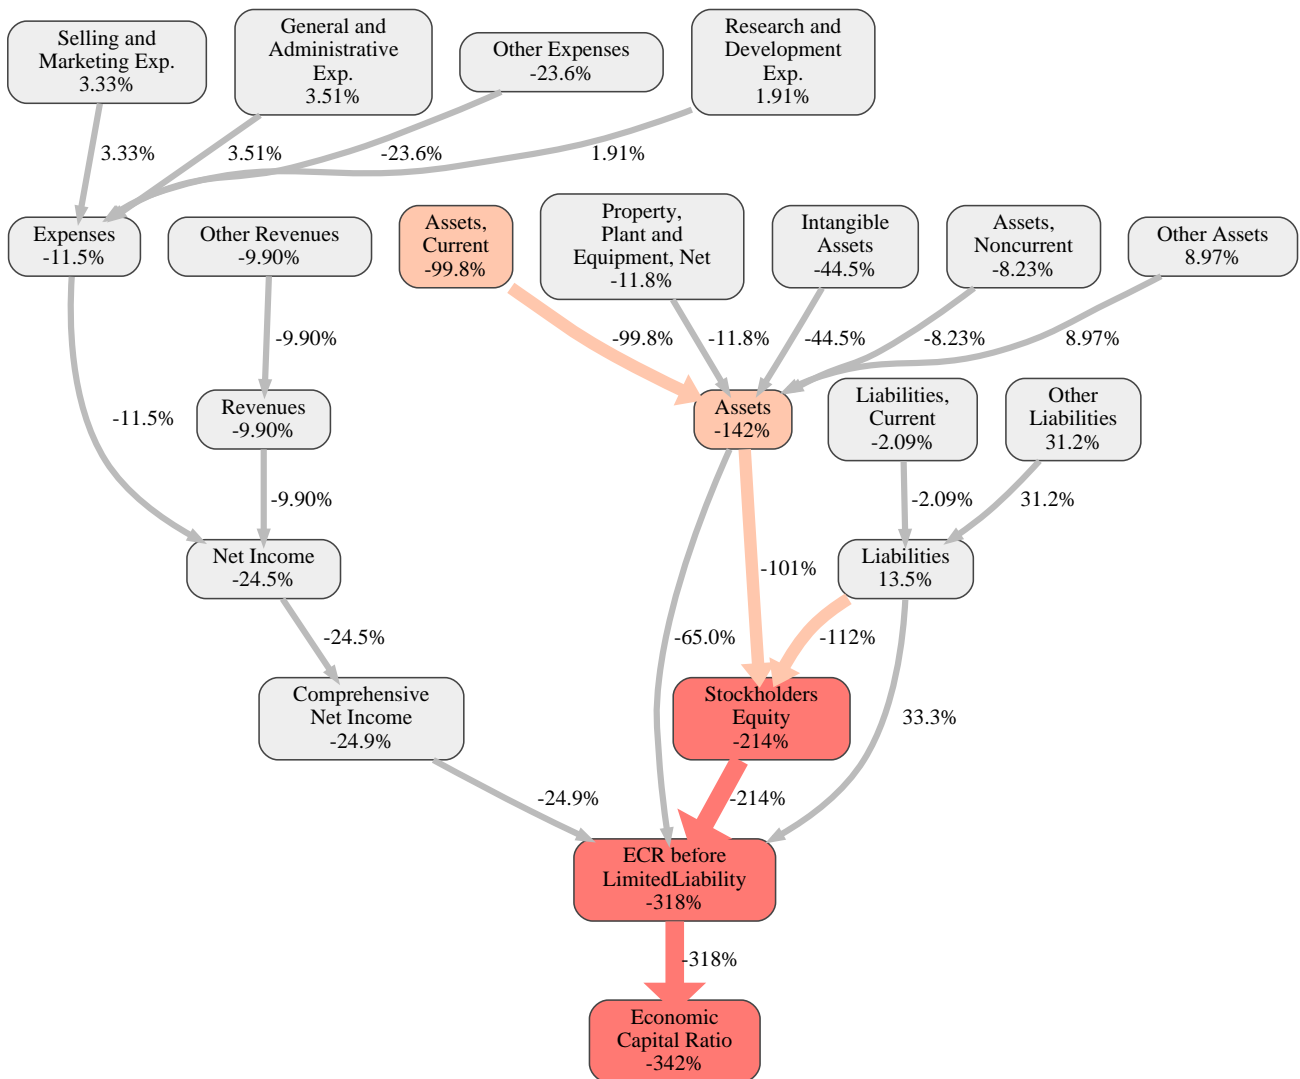 Selling and
Marketing Exp.
3.33%
General and
Administrative
Exp.
3.51%
Other Expenses
-23.6%
Research and
Development
Exp.
1.91%
3.33%
3.51%
-23.6%
1.91%
Expenses
-11.5%
Other Revenues
-9.90%
Assets,
Current
-99.8%
Property,
Plant and
Equipment, Net
-11.8%
Intangible
Assets
-44.5%
Assets,
Noncurrent
-8.23%
Other Assets
8.97%
-9.90%
-99.8%
-11.8%
-44.5%
-8.23%
8.97%
-11.5%
Revenues
-9.90%
Assets
-142%
Liabilities,
Current
-2.09%
Other
Liabilities
31.2%
-9.90%
-2.09%
31.2%
Net Income
-24.5%
-101%
Liabilities
13.5%
-24.5%
-65.0%
-112%
Comprehensive
Net Income
-24.9%
Stockholders
Equity
-214%
33.3%
-24.9%
-214%
ECR before
LimitedLiability
-318%
-318%
Economic
Capital Ratio
-342%